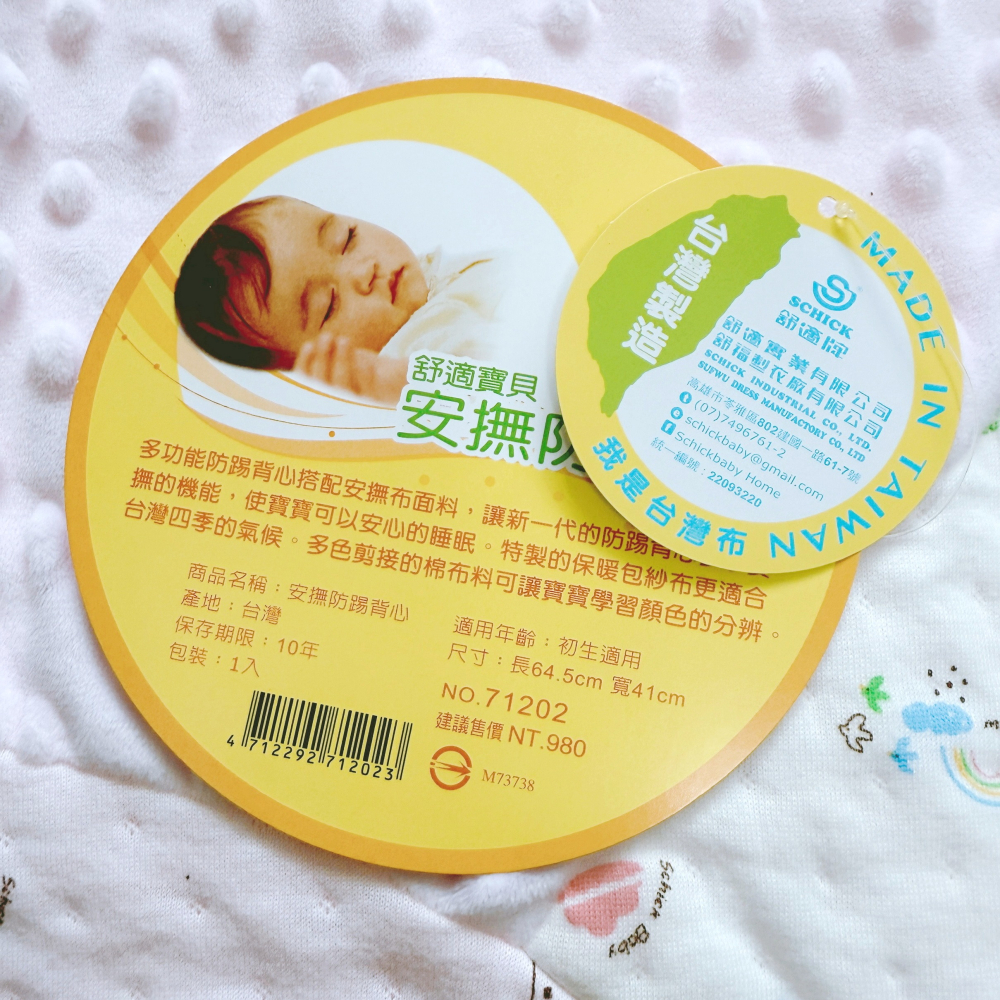 舒適寶貝
安撫防
多功能防踢背心搭配安撫布面料，讓新一代的防踢背心
撫的機能，使寶寶可以安心的睡眠。特製的保暖包紗布更適合
台灣四季的氣候。多色剪接的棉布料可讓寶寶學習顏色的分辨。
商品名稱：安撫防踢背心
產地：台灣
保存期限：10年
包裝：1入
適用年齡：初生適用
尺寸：長64.5cm 寬41cm
NO.71202
建議售價 NT.980
4 712292 712023
M73738
台灣製造
MADE IN TAIWAN
我是台灣布
S
SCHICK
舒適牌
舒適實業有限公司
舒福製衣廠有限公司
SCHICK INDUSTRIAL CO., LTD.
SUFWU DRESS MANUFACTORY CO., LTD
高雄市苓雅區802建國一路61-7號
(07)7496761-2
schickbaby@gmail.com
Schickbaby Home
統一編號：22093220
Schick Baby